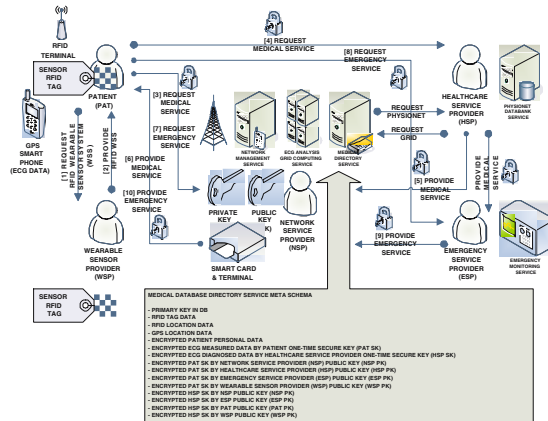 RFID
TERMINAL
SENSOR
RFID
TAG
PATIENT
(PAT)
GPS
SMART
PHONE
(ECG DATA)
[1] REQUEST
RFID WEARABLE
SENSOR SYSTEM
(WSS)
[2] PROVIDE
RFID WSS
WEARABLE
SENSOR
PROVIDER
(WSP)
SENSOR
RFID
TAG
[4] REQUEST
MEDICAL SERVICE
[8] REQUEST
EMERGENCY
SERVICE
[3] REQUEST
MEDICAL
SERVICE
[7] REQUEST
EMERGENCY
SERVICE
[6] PROVIDE
MEDICAL
SERVICE
[10] PROVIDE
EMERGENCY
SERVICE
NETWORK
MANAGEMENT
SERVICE
ECG ANALYSIS
GRID COMPUTING
SERVICE
MEDICAL
DIRECTORY
SERVICE
REQUEST
PHYSIONET
REQUEST
GRID
HEALTHCARE
SERVICE
PROVIDER
(HSP)
PHYSIONET
DATABANK
SERVICE
PRIVATE
KEY
PUBLIC
KEY
K)
NETWORK
SERVICE
PROVIDER
(NSP)
SMART CARD
& TERMINAL
[5] PROVIDE
MEDICAL
SERVICE
PROVIDE
MEDICAL
SERVICE
[9] PROVIDE
EMERGENCY
SERVICE
EMERGENCY
SERVICE
PROVIDER
(ESP)
EMERGENCY
MONITORING
SERVICE
MEDICAL DATABASE DIRECTORY SERVICE META SCHEMA
- PRIMARY KEY IN DB
- RFID TAG DATA
- RFID LOCATION DATA
- GPS LOCATION DATA
- ENCRYPTED PATIENT PERSONAL DATA
- ENCRYPTED ECG MEASURED DATA BY PATIENT ONE-TIME SECURE KEY (PAT SK)
- ENCRYPTED ECG DIAGNOSED DATA BY HEALTHCARE SERVICE PROVIDER ONE-TIME SECURE KEY (HSP SK)
- ENCRYPTED PAT SK BY NETWORK SERVICE PROVIDER (NSP) PUBLIC KEY (NSP PK)
- ENCRYPTED PAT SK BY HEALTHCARE SERVICE PROVIDER (HSP) PUBLIC KEY (HSP PK)
- ENCRYPTED PAT SK BY EMERGENCY SERVICE PROVIDER (ESP) PUBLIC KEY (ESP PK)
- ENCRYPTED PAT SK BY WEARABLE SENSOR PROVIDER (WSP) PUBLIC KEY (WSP PK)
- ENCRYPTED HSP SK BY NSP PUBLIC KEY (NSP PK)
- ENCRYPTED HSP SK BY ESP PUBLIC KEY (ESP PK)
- ENCRYPTED HSP SK BY PAT PUBLIC KEY (PAT PK)
- ENCRYPTED HSP SK BY WSP PUBLIC KEY (WSP PK)